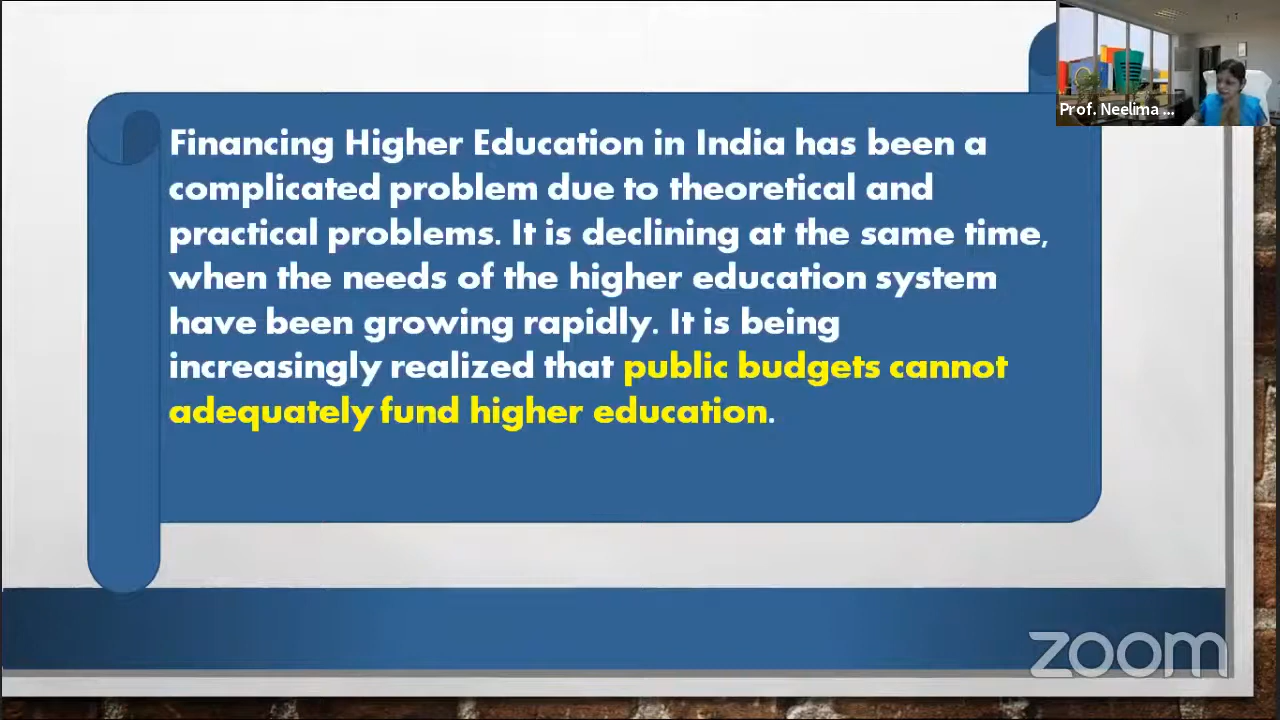 Prof. Neelima ...
Financing Higher Education in India has been a
complicated problem due to theoretical and
practical problems. It is declining at the same time,
when the needs of the higher education system
have been growing rapidly. It is being
increasingly realized that public budgets cannot
adequately fund higher education.
zoom